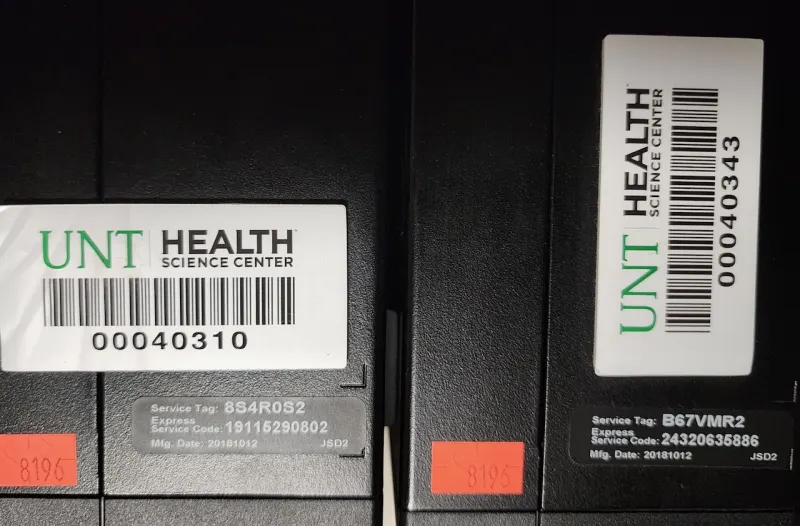 UNT HEALTH
SCIENCE CENTER
00040310
Service Tag: 8S4R0S2
Express
Service Code: 19115290802
Mfg. Date: 20181012 JSD2
8196
UNT HEALTH
SCIENCE CENTER
00040343
Service Tag: B67VMR2
Express
Service Code: 24320635886
Mfg. Date: 20181012 JSD2
8195